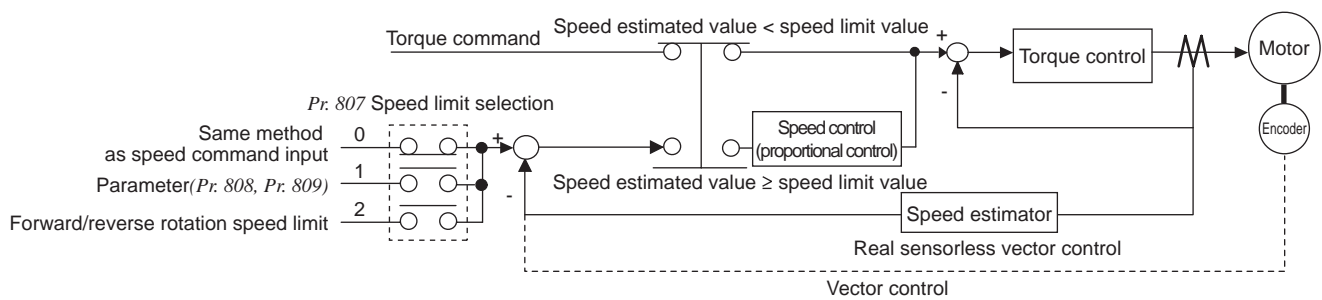 Speed estimated value < speed limit value
Torque command
+
-
Torque control
Motor
Encoder
Pr. 807 Speed limit selection
Same method
as speed command input
0
Parameter(Pr. 808, Pr. 809)
1
Forward/reverse rotation speed limit
2
+
-
Speed control
(proportional control)
Speed estimated value ≥ speed limit value
Speed estimator
Real sensorless vector control
Vector control